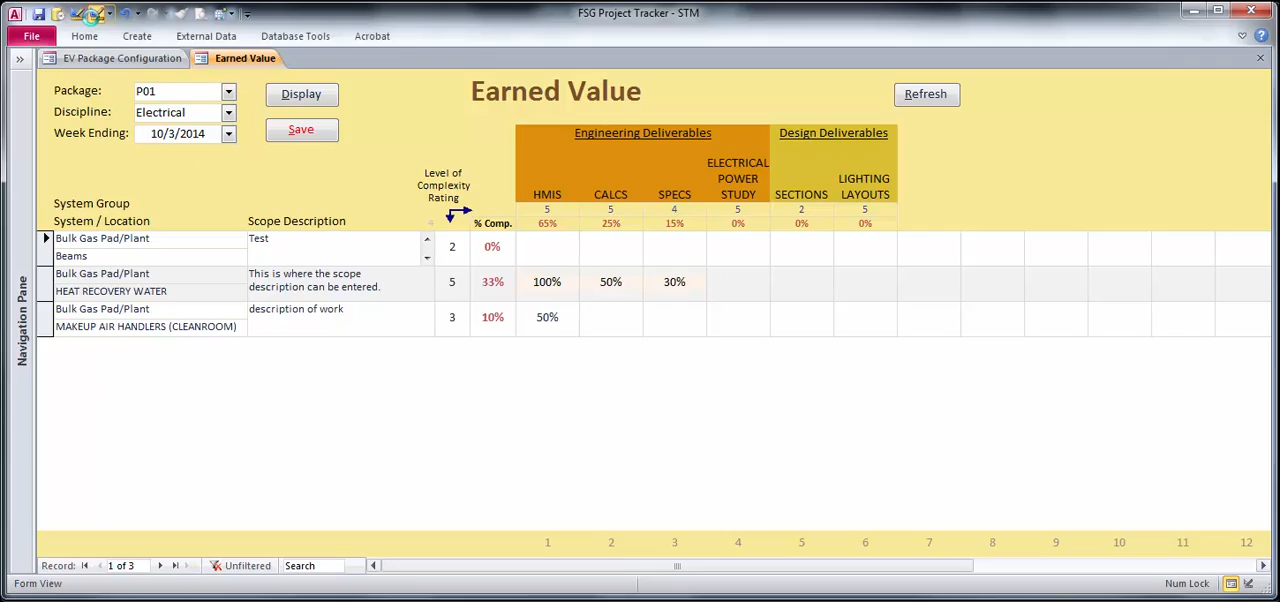 FSG Project Tracker - STM
File Home Create External Data Database Tools Acrobat
EV Package Configuration Earned Value
Package: P01 Display Earned Value Refresh
Discipline: Electrical
Week Ending: 10/3/2014 Save
Engineering Deliverables Design Deliverables
Level of Complexity Rating
HMIS CALCS SPECS ELECTRICAL POWER STUDY SECTIONS LIGHTING LAYOUTS
System Group
5 5 4 5 2 5
System / Location Scope Description 4 % Comp. 65% 25% 15% 0% 0% 0%
Bulk Gas Pad/Plant Test 2 0%
Beams
Bulk Gas Pad/Plant This is where the scope 5 33% 100% 50% 30%
HEAT RECOVERY WATER description can be entered.
Bulk Gas Pad/Plant description of work 3 10% 50%
MAKEUP AIR HANDLERS (CLEANROOM)
Navigation Pane
1 2 3 4 5 6 7 8 9 10 11 12
Record: 1 of 3 Unfiltered Search
Form View Num Lock